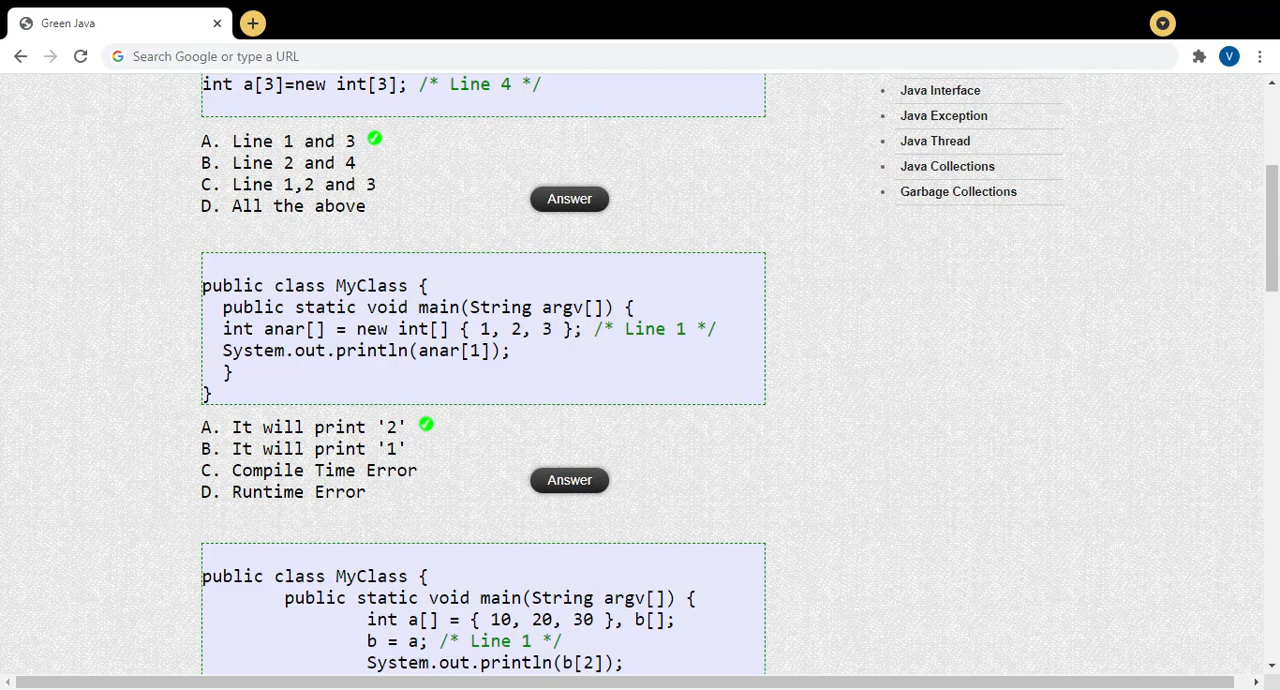 Green Java
Search Google or type a URL
V
int a[3]=new int[3]; /* Line 4 */
A. Line 1 and 3
B. Line 2 and 4
C. Line 1,2 and 3
D. All the above
Answer
public class MyClass {
public static void main(String argv[]) {
int anar[] = new int[] { 1, 2, 3 }; /* Line 1 */
System.out.println(anar[1]);
}
}
A. It will print '2'
B. It will print '1'
C. Compile Time Error
D. Runtime Error
Answer
public class MyClass {
public static void main(String argv[]) {
int a[] = { 10, 20, 30 }, b[];
b = a; /* Line 1 */
System.out.println(b[2]);
Java Interface
Java Exception
Java Thread
Java Collections
Garbage Collections